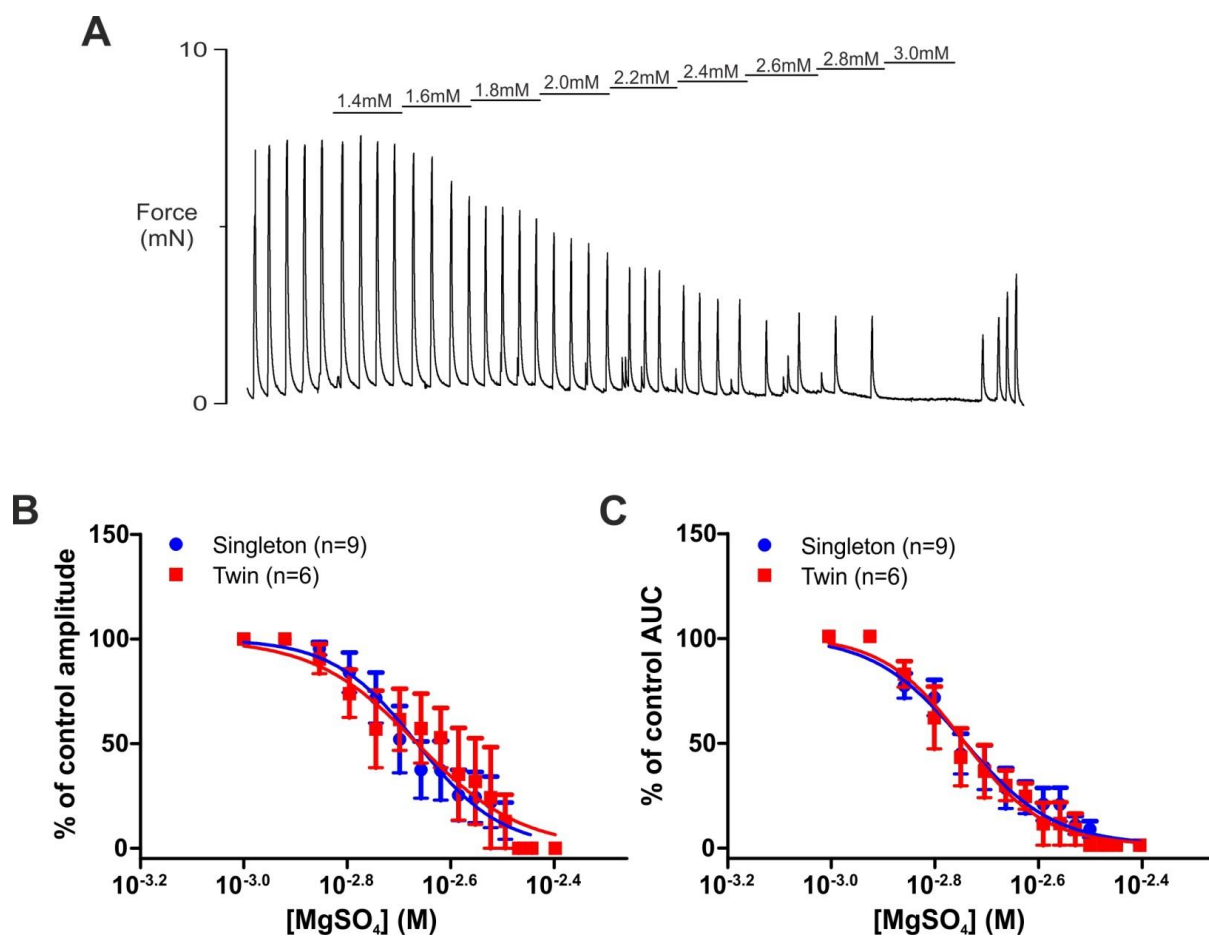 A
10
Force
(mN)
0
1.4mM
1.6mM
1.8mM
2.0mM
2.2mM
2.4mM
2.6mM
2.8mM
3.0mM
B
% of control amplitude
150
100
50
0
Singleton (n=9)
Twin (n=6)
10-3.2
10-3.0
10-2.8
10-2.6
10-2.4
[MgSO4] (M)
C
% of control AUC
150
100
50
0
Singleton (n=9)
Twin (n=6)
10-3.2
10-3.0
10-2.8
10-2.6
10-2.4
[MgSO4] (M)